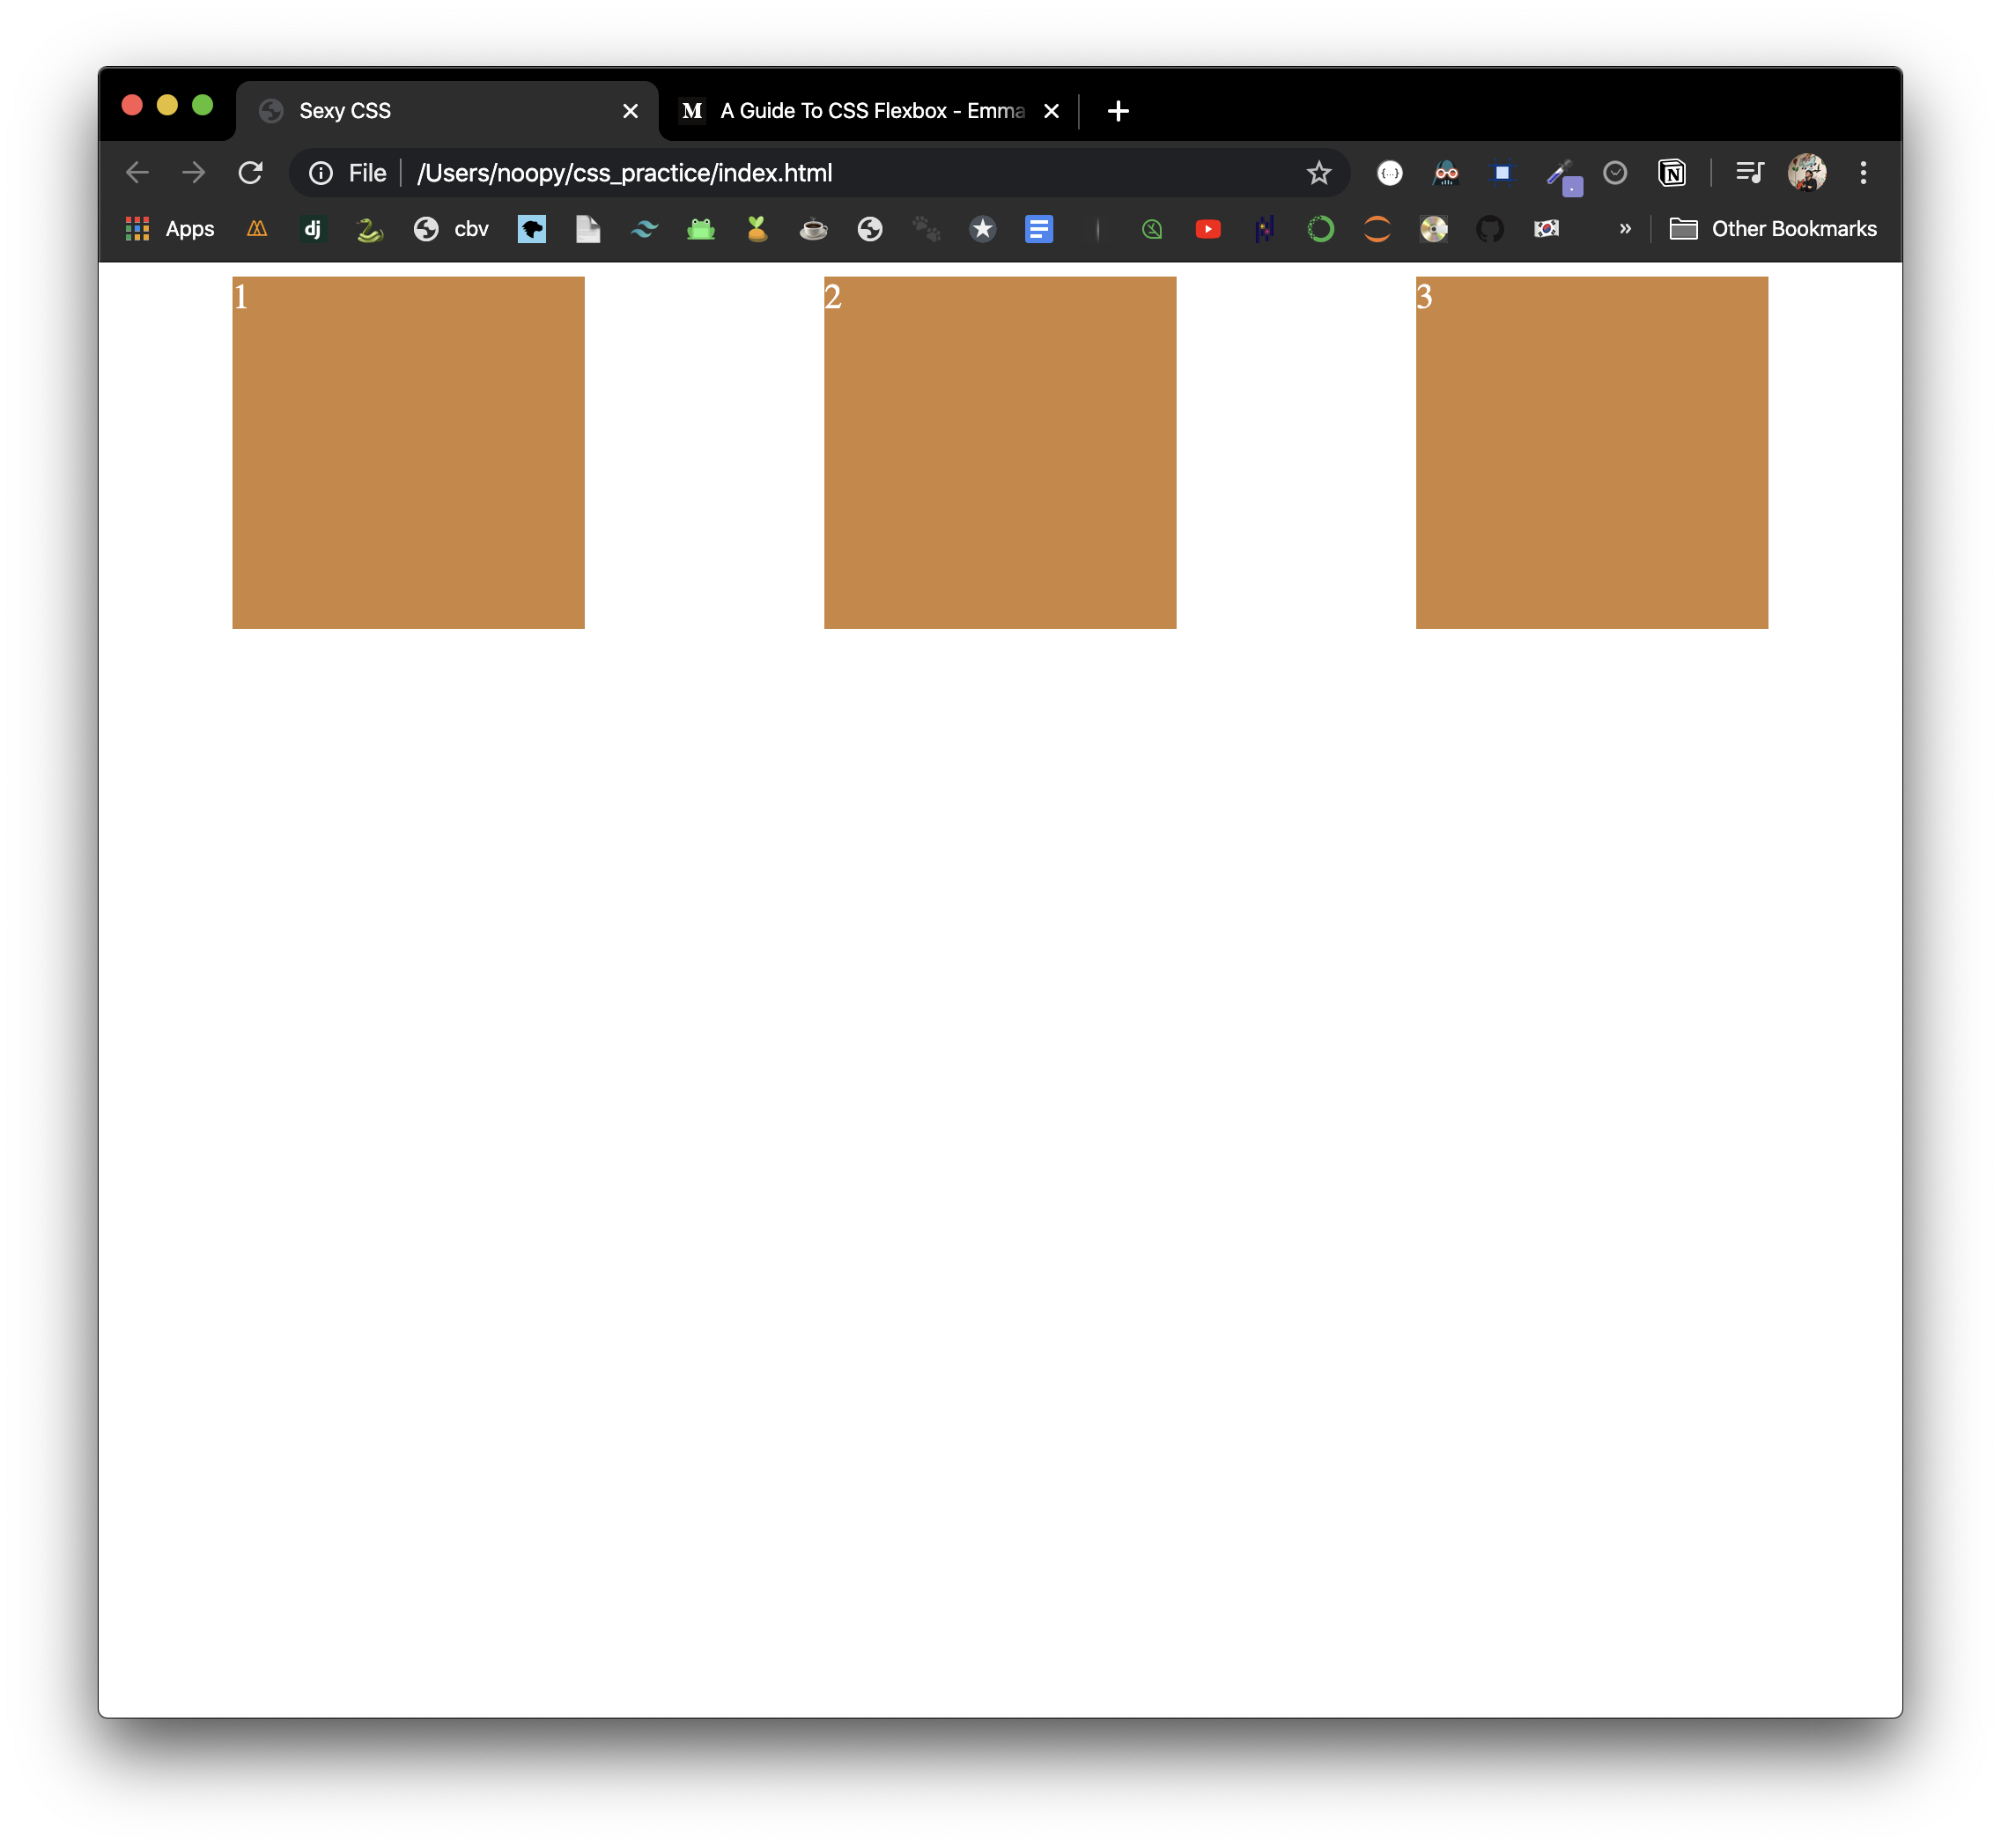 Sexy CSS
M A Guide To CSS Flexbox - Emma
File /Users/noopy/css_practice/index.html
Apps dj cbv » Other Bookmarks
1 2 3